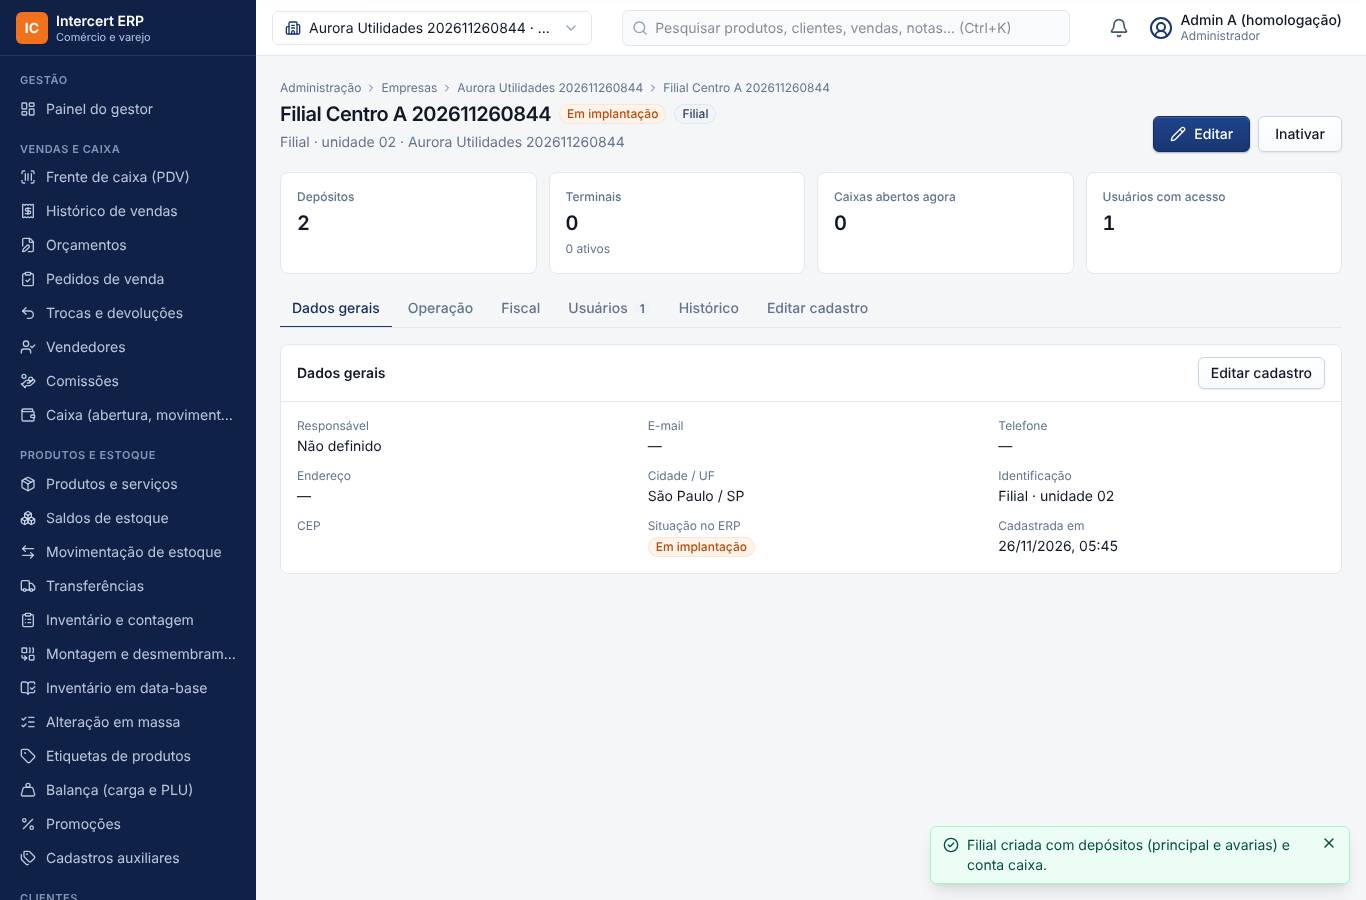 IC
Intercert ERP
Comércio e varejo
GESTÃO
Painel do gestor
VENDAS E CAIXA
Frente de caixa (PDV)
Histórico de vendas
Orçamentos
Pedidos de venda
Trocas e devoluções
Vendedores
Comissões
Caixa (abertura, moviment...
PRODUTOS E ESTOQUE
Produtos e serviços
Saldos de estoque
Movimentação de estoque
Transferências
Inventário e contagem
Montagem e desmembram...
Inventário em data-base
Alteração em massa
Etiquetas de produtos
Balança (carga e PLU)
Promoções
Cadastros auxiliares
CLIENTES
Aurora Utilidades 202611260844 · ...
Pesquisar produtos, clientes, vendas, notas... (Ctrl+K)
Admin A (homologação)
Administrador
Administração > Empresas > Aurora Utilidades 202611260844 > Filial Centro A 202611260844
Filial Centro A 202611260844 Em implantação Filial
Filial · unidade 02 · Aurora Utilidades 202611260844
Editar Inativar
Depósitos
2
Terminais
0
0 ativos
Caixas abertos agora
0
Usuários com acesso
1
Dados gerais Operação Fiscal Usuários 1 Histórico Editar cadastro
Dados gerais Editar cadastro
Responsável
Não definido
E-mail
—
Telefone
—
Endereço
—
Cidade / UF
São Paulo / SP
Identificação
Filial · unidade 02
CEP
Situação no ERP
Em implantação
Cadastrada em
26/11/2026, 05:45
Filial criada com depósitos (principal e avarias) e
conta caixa.